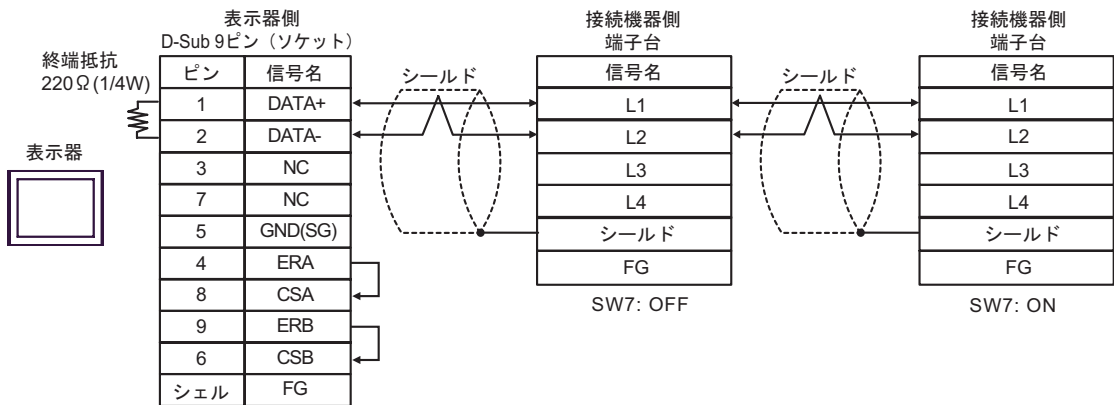 表示器側
D-Sub 9ピン（ソケット）
終端抵抗
220Ω(1/4W)
表示器
ピン 信号名
1 DATA+
2 DATA-
3 NC
7 NC
5 GND(SG)
4 ERA
8 CSA
9 ERB
6 CSB
シェル FG
シールド
接続機器側
端子台
信号名
L1
L2
L3
L4
シールド
FG
SW7: OFF
シールド
接続機器側
端子台
信号名
L1
L2
L3
L4
シールド
FG
SW7: ON